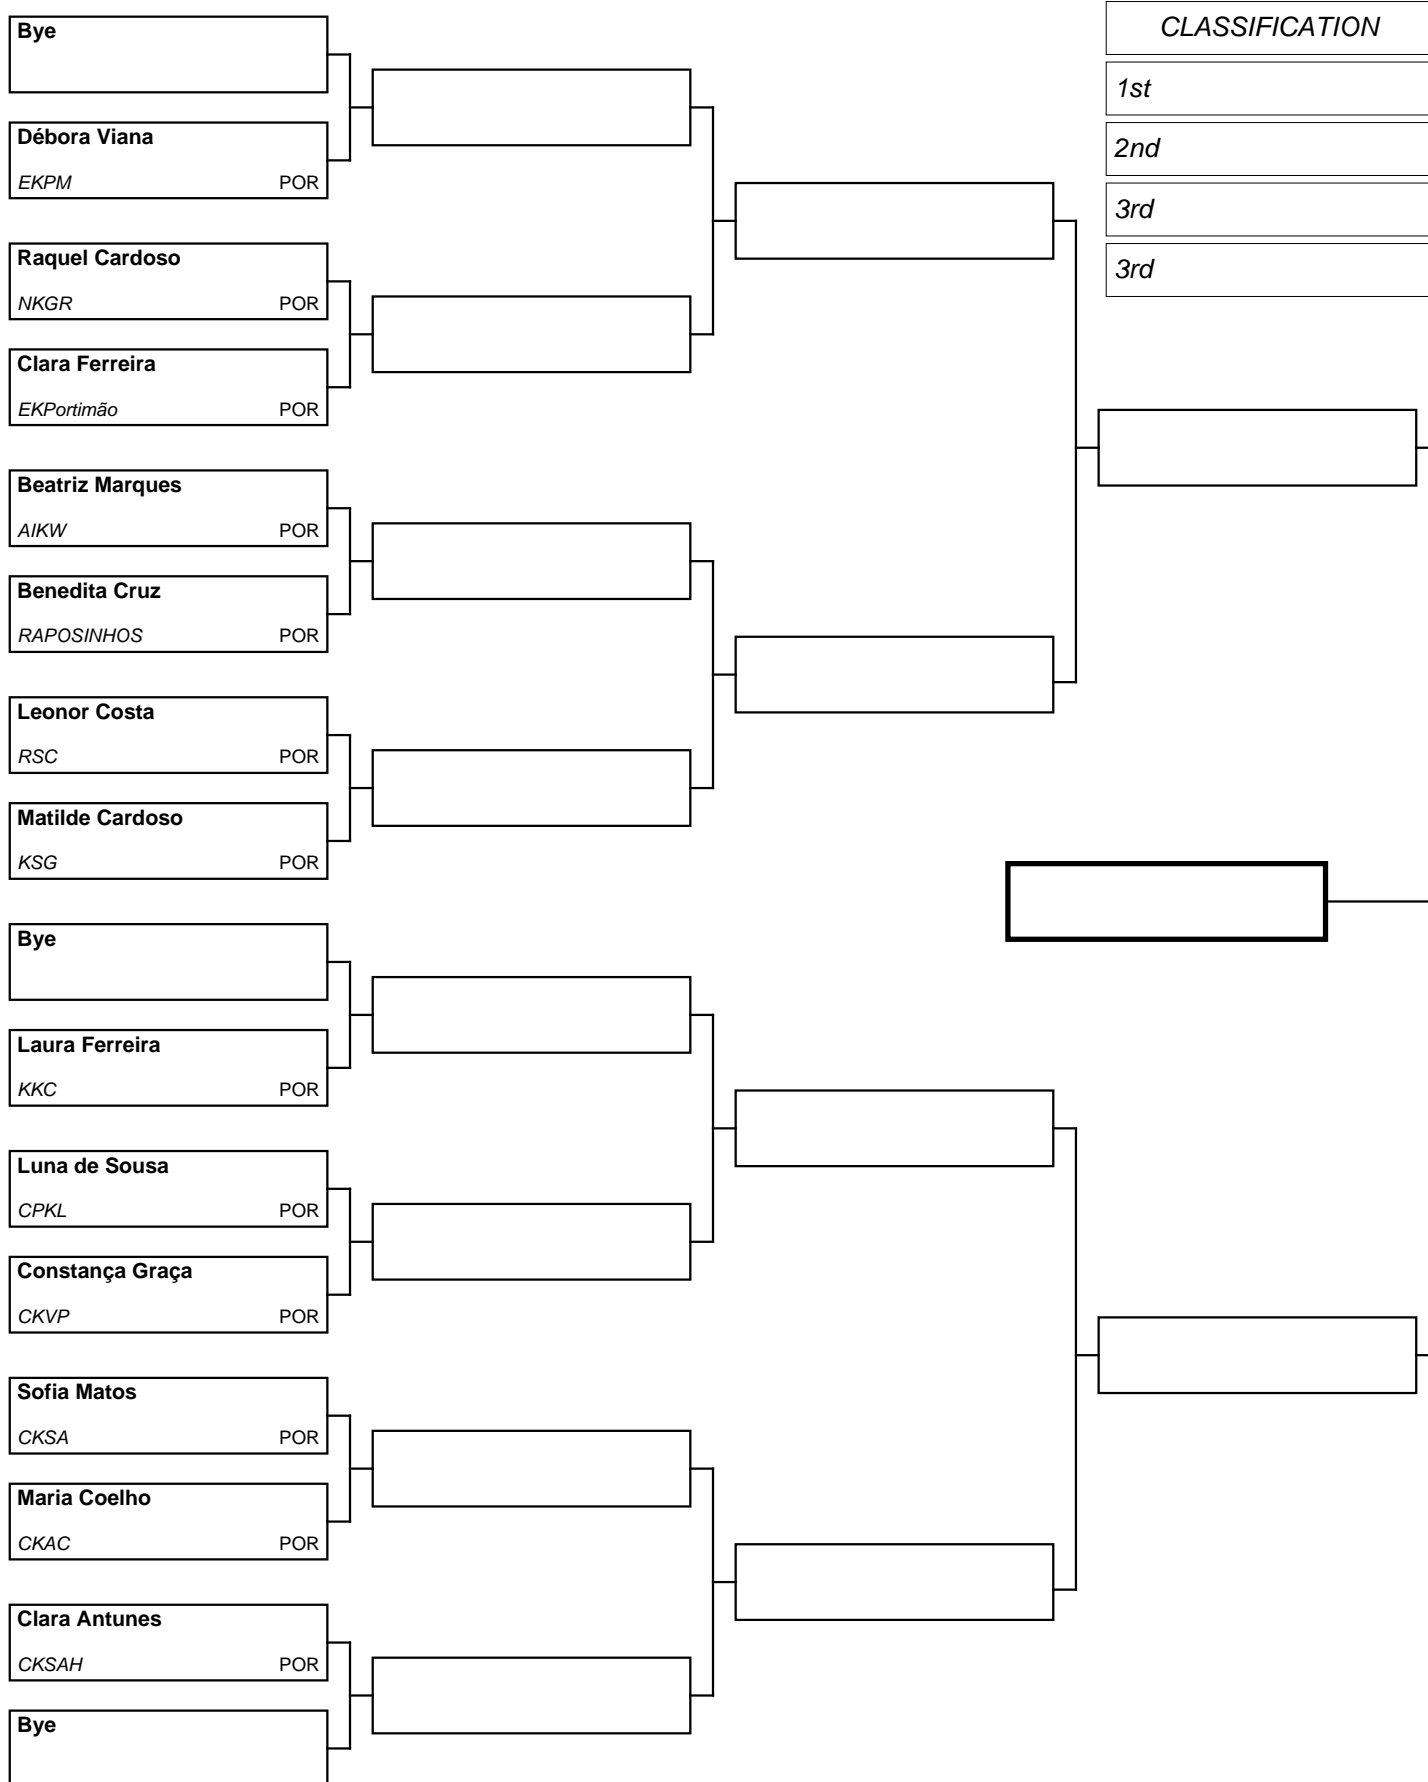 Bye
Débora Viana
EKPM POR
Raquel Cardoso
NKGR POR
Clara Ferreira
EKPortimão POR
Beatriz Marques
AIKW POR
Benedita Cruz
RAPOSINHOS POR
Leonor Costa
RSC POR
Matilde Cardoso
KSG POR
Bye
Laura Ferreira
KKC POR
Luna de Sousa
CPKL POR
Constança Graça
CKVP POR
Sofia Matos
CKSA POR
Maria Coelho
CKAC POR
Clara Antunes
CKSAH POR
Bye
CLASSIFICATION
1st
2nd
3rd
3rd